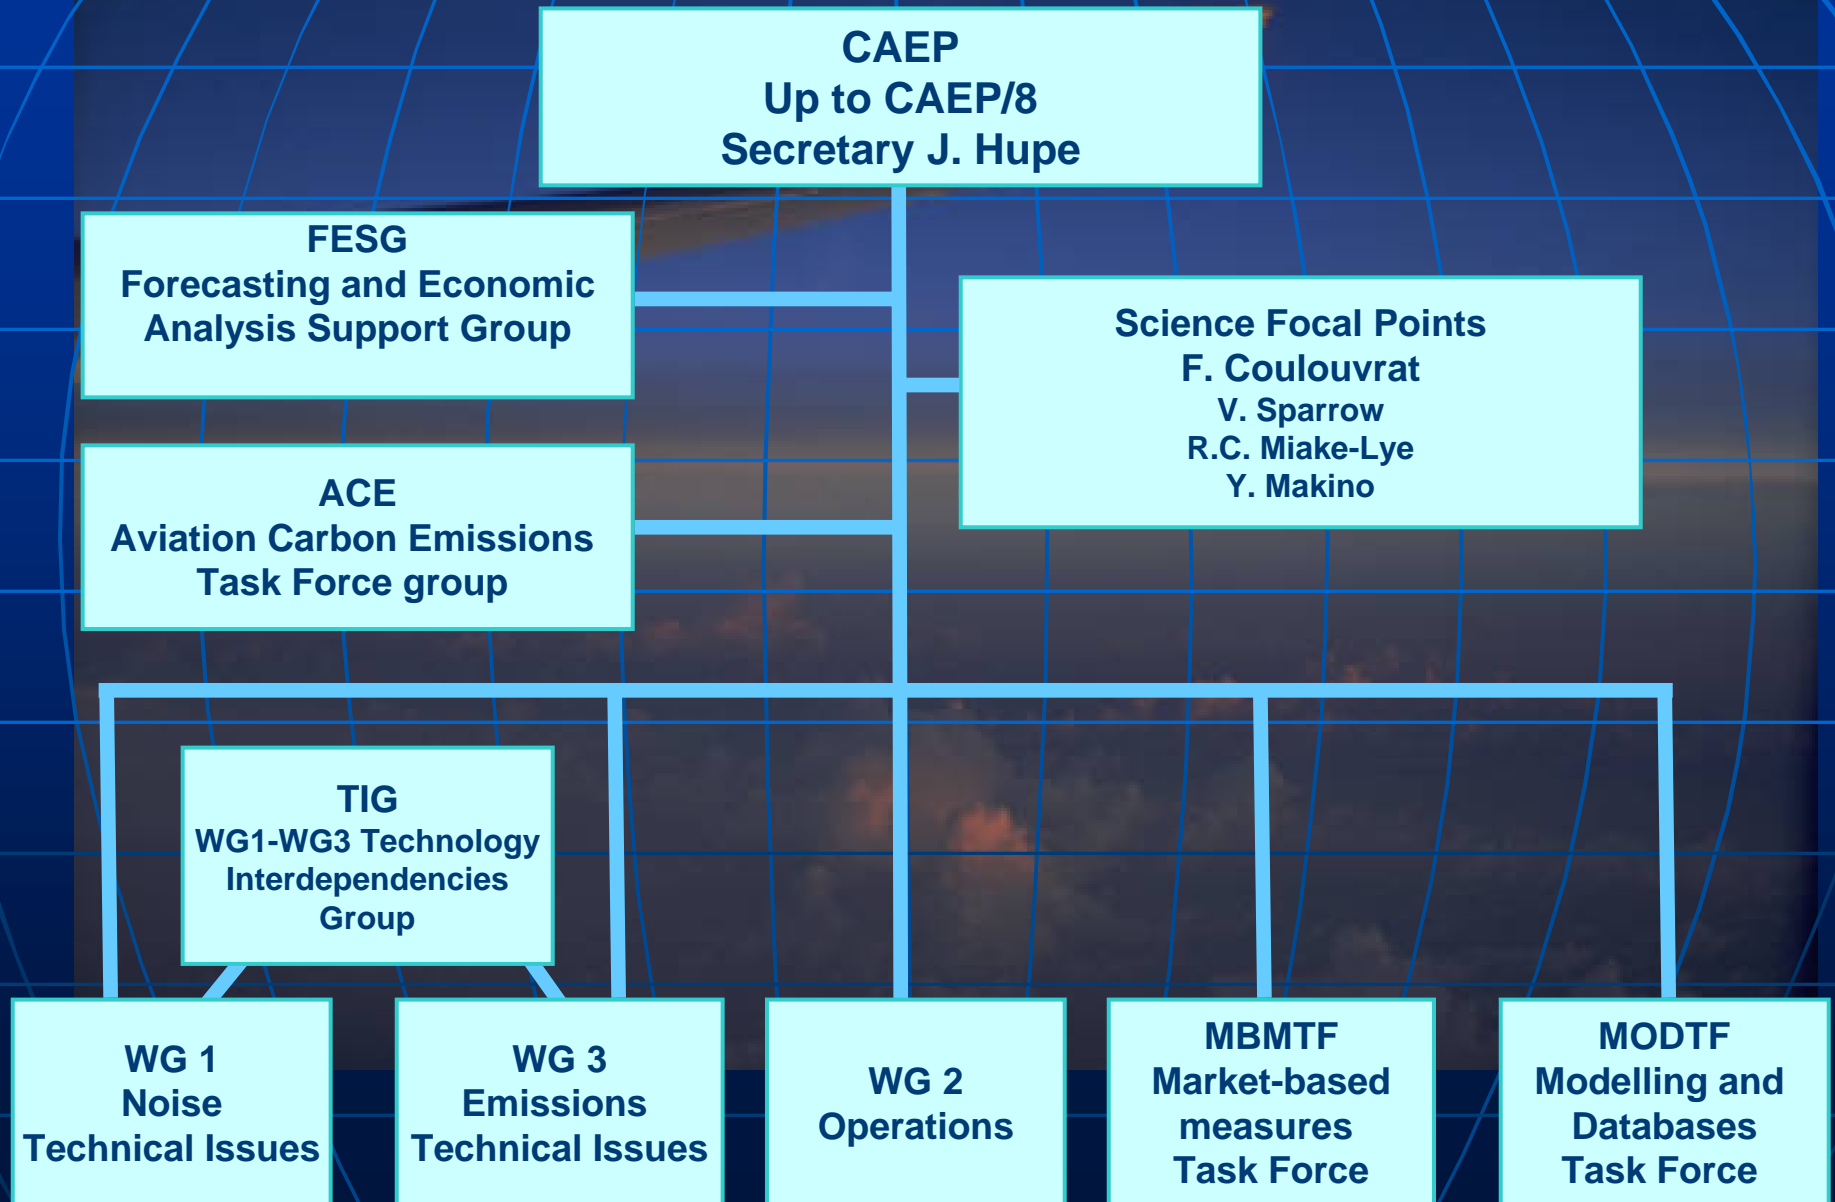 CAEP
Up to CAEP/8
Secretary J. Hupe
FESG
Forecasting and Economic
Analysis Support Group
Science Focal Points
F. Coulouvrat
V. Sparrow
R.C. Miake-Lye
Y. Makino
ACE
Aviation Carbon Emissions
Task Force group
TIG
WG1-WG3 Technology
Interdependencies
Group
WG 1
Noise
Technical Issues
WG 3
Emissions
Technical Issues
WG 2
Operations
MBMTF
Market-based
measures
Task Force
MODTF
Modelling and
Databases
Task Force